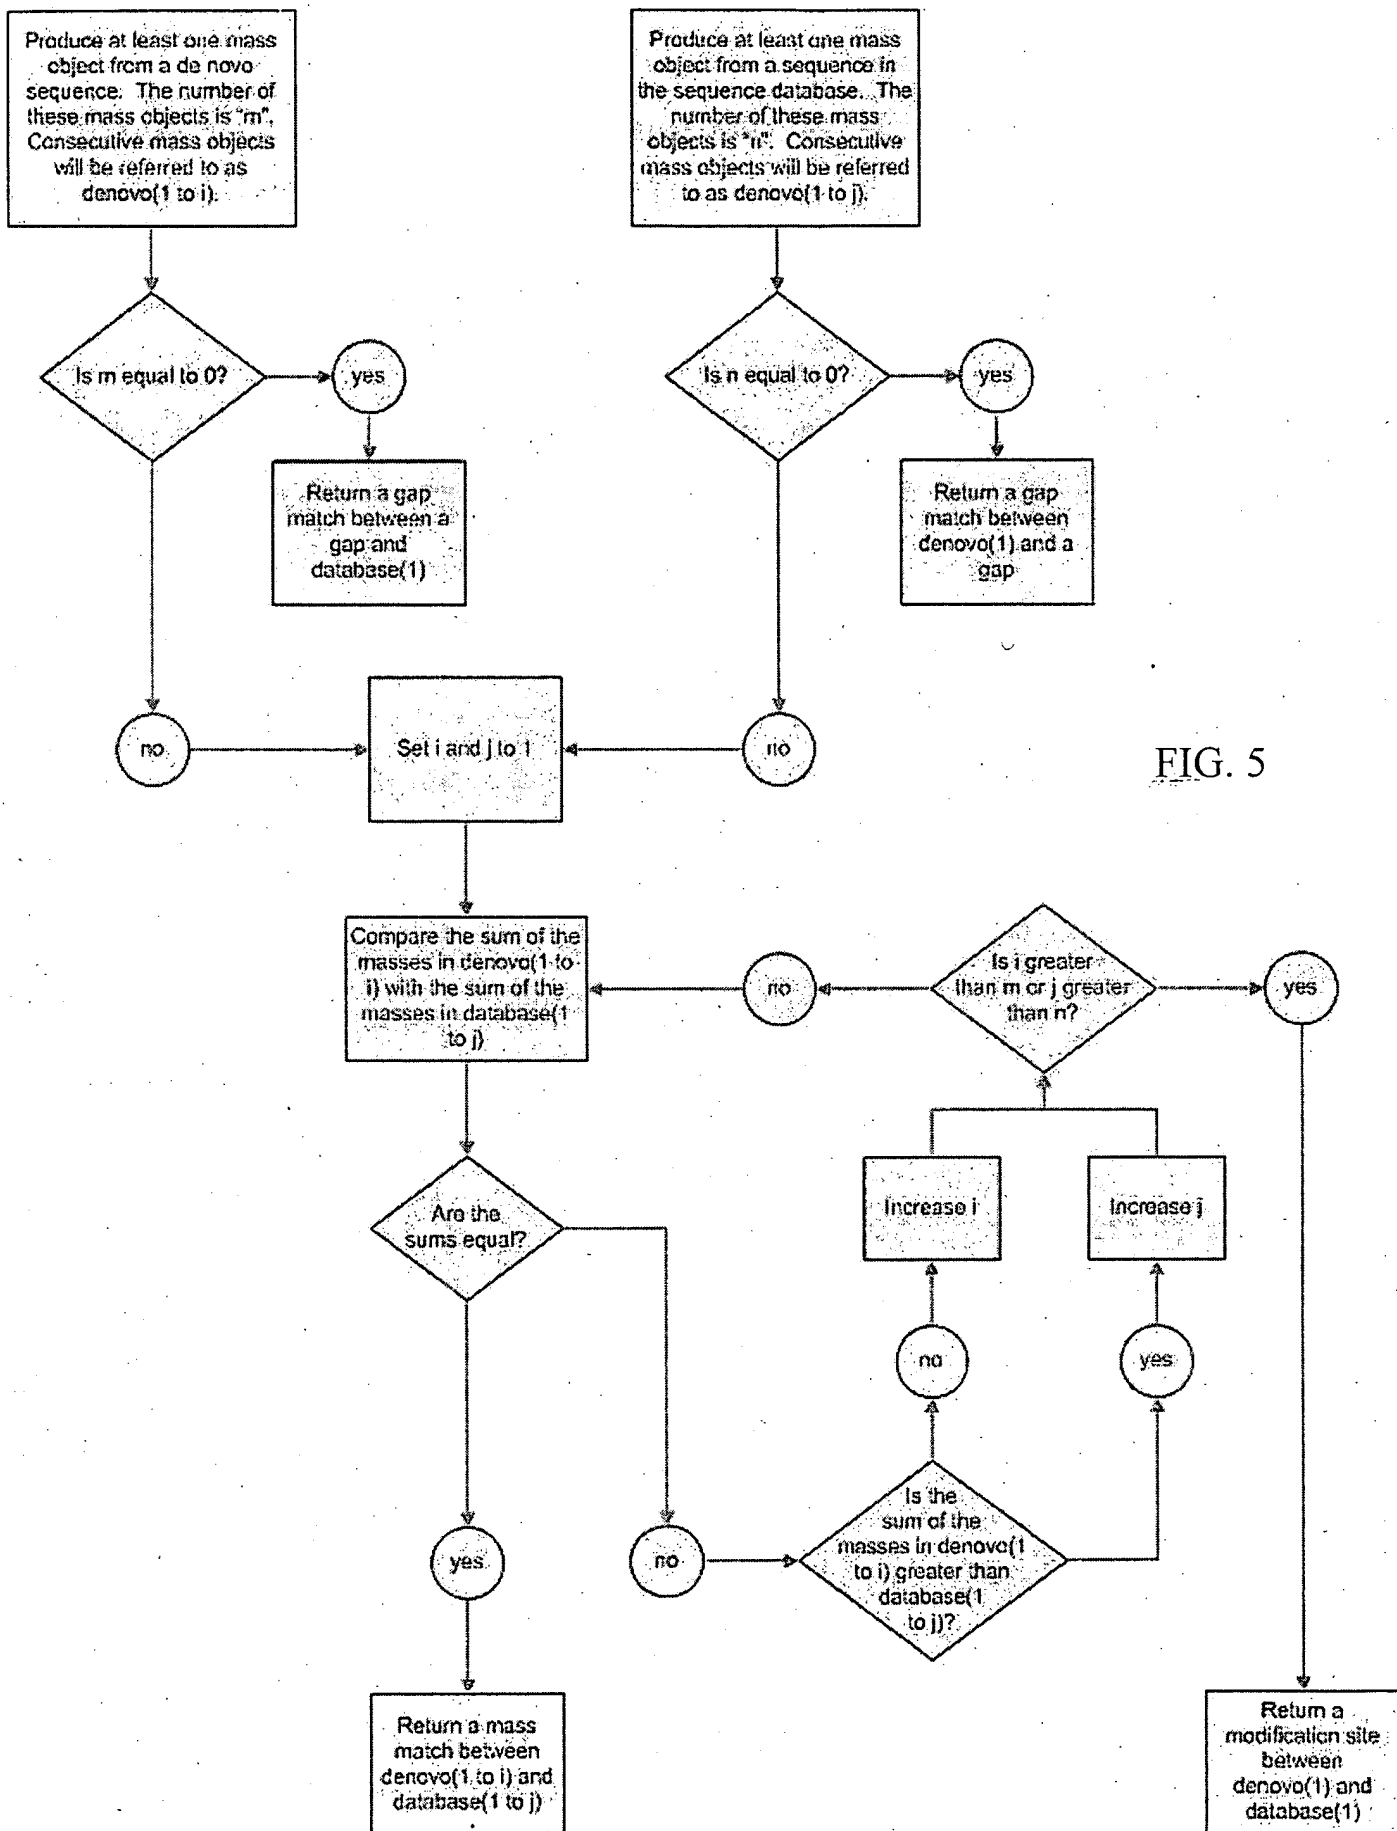 Produce at least one mass
object from a de novo
sequence. The number of
these mass objects is "m".
Consecutive mass objects
will be referred to as
denovo(1 to i).
Produce at least one mass
object from a sequence in
the sequence database. The
number of these mass
objects is "n". Consecutive
mass objects will be referred
to as denovo(1 to j).
Is m equal to 0?
yes
Is n equal to 0?
yes
Return a gap
match between a
gap and
database(1)
Return a gap
match between
denovo(1) and a
gap
no
Set i and j to 1
no
FIG. 5
Compare the sum of the
masses in denovo(1 to
i) with the sum of the
masses in database(1
to j)
no
Is i greater
than m or j greater
than n?
yes
Are the
sums equal?
Increase i
Increase j
no
yes
yes
no
Is the
sum of the
masses in denovo(1
to i) greater than
database(1
to j)?
Return a mass
match between
denovo(1 to i) and
database(1 to j)
Return a
modification site
between
denovo(1) and
database(1)